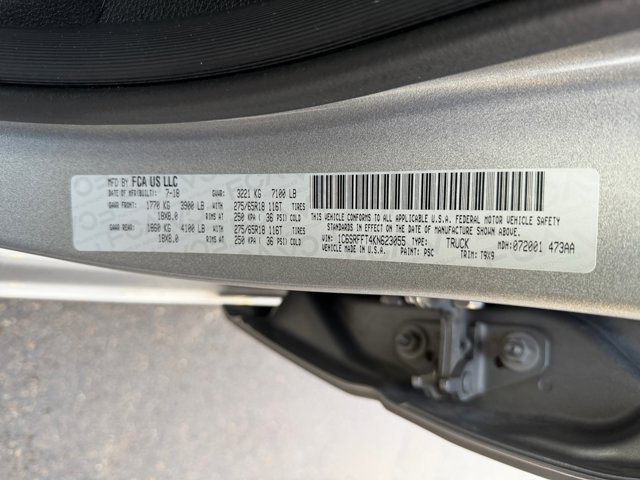 MFD BY FCA US LLC
DATE OF MFR(BUILT): 7-18 GVWR: 3221 KG 7100 LB
GAWR FRONT: 1770 KG 3900 LB WITH 275/65R18 116T TIRES
18X8.0 RIMS AT 250 KPA ( 36 PSI) COLD
GAWR REAR: 1860 KG 4100 LB WITH 275/65R18 116T TIRES
18X8.0 RIMS AT 250 KPA ( 36 PSI) COLD
THIS VEHICLE CONFORMS TO ALL APPLICABLE U.S.A. FEDERAL MOTOR VEHICLE SAFETY
STANDARDS IN EFFECT ON THE DATE OF MANUFACTURE SHOWN ABOVE.
VIN: 1C6SRFFT4KN623055 TYPE: TRUCK MDH: 072001 473AA
VEHICLE MADE IN U.S.A. PAINT: PSC TRIM: T9X9